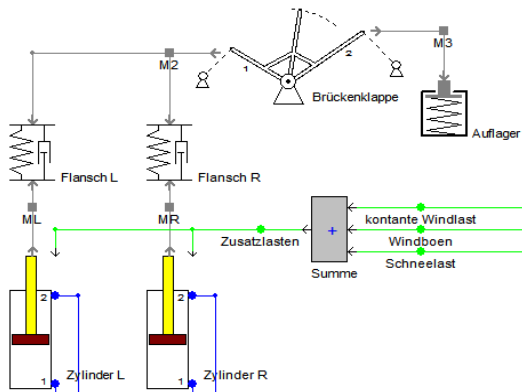 M2
1
2
M3
Brückenklappe
Auflager
Flansch L
Flansch R
ML
MR
kontante Windlast
Zusatzlasten
+
Windboen
Schneelast
Summe
2
2
Zylinder L
Zylinder R
1
1